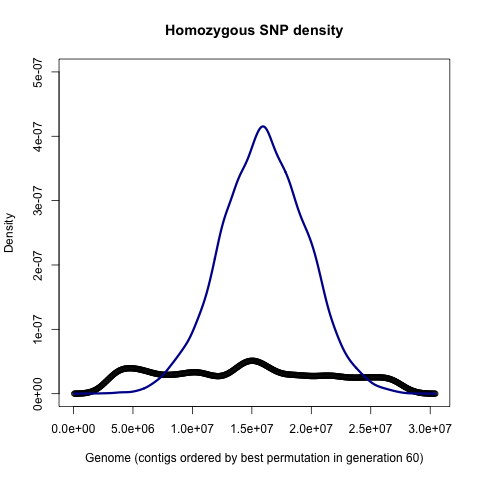 Homozygous SNP density
5e-07
4e-07
3e-07
2e-07
1e-07
0e+00
Density
0.0e+00 5.0e+06 1.0e+07 1.5e+07 2.0e+07 2.5e+07 3.0e+07
Genome (contigs ordered by best permutation in generation 60)